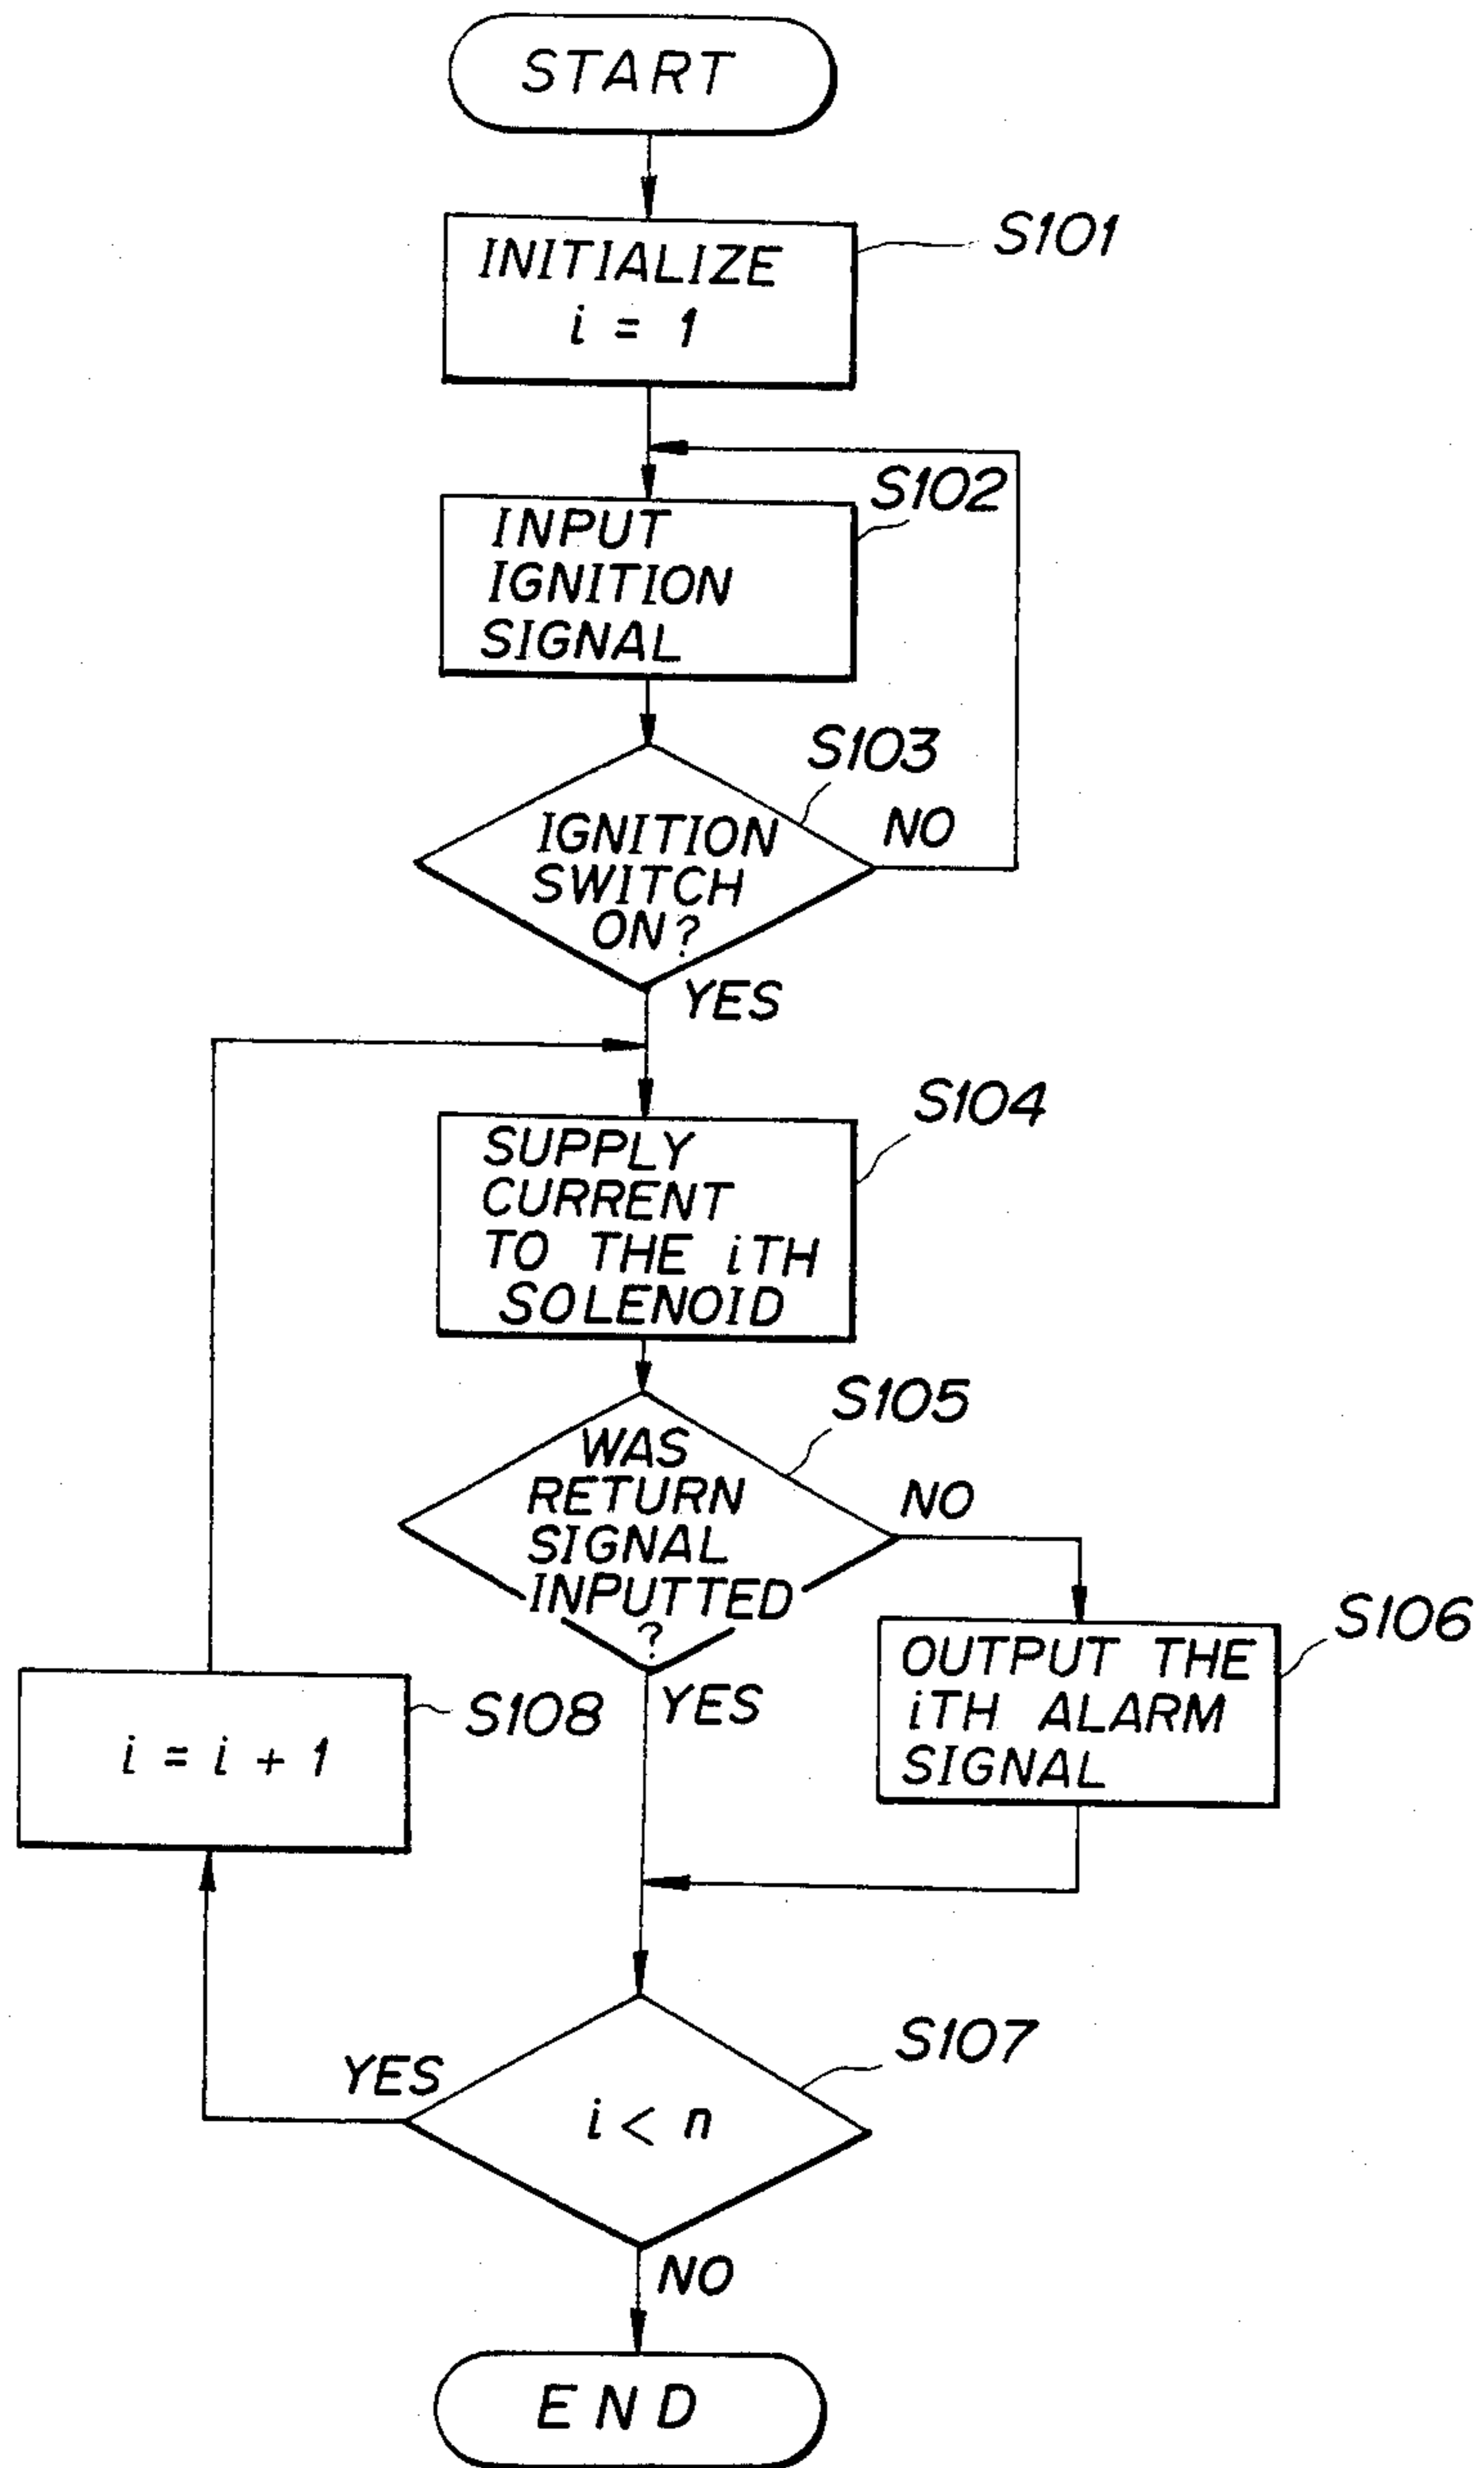 START
S101
INITIALIZE
i = 1
S102
INPUT
IGNITION
SIGNAL
S103
IGNITION
SWITCH
ON?
NO
YES
S104
SUPPLY
CURRENT
TO THE iTH
SOLENOID
S105
WAS
RETURN
SIGNAL
INPUTTED
?
NO
YES
S106
OUTPUT THE
iTH ALARM
SIGNAL
S108
i = i + 1
S107
i < n
YES
NO
END